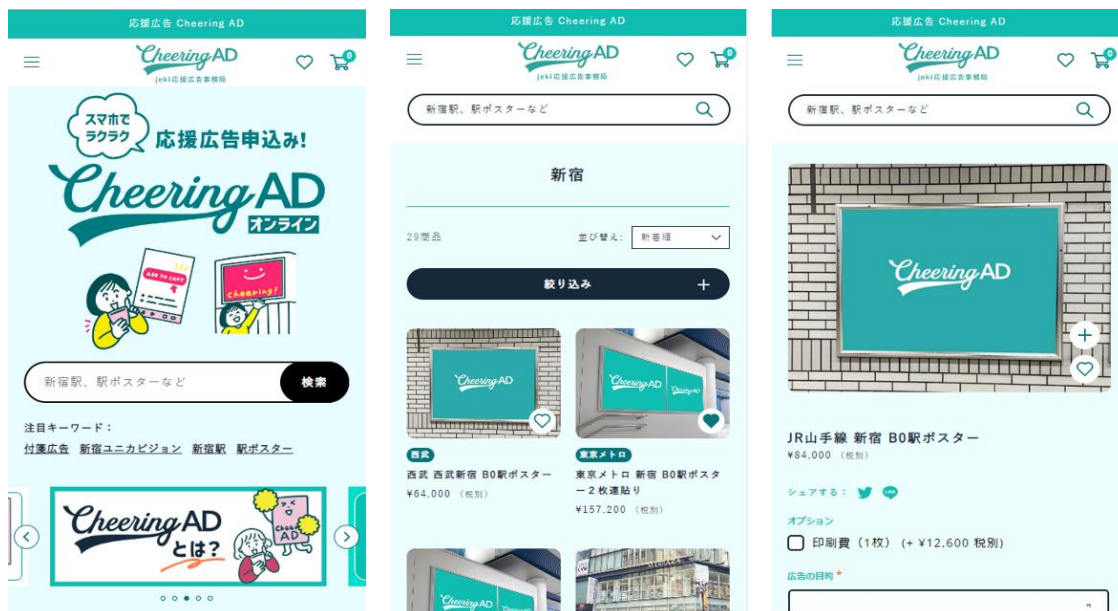 応援広告 Cheering AD
Cheering AD
jeki応援広告事務局
0
スマホで
ラクラク
応援広告申込み!
Cheering AD
オンライン
ADD TO CART
cheering!
新宿駅、駅ポスターなど
検索
注目キーワード：
付箋広告 新宿ユニカビジョン 新宿駅 駅ポスター
Cheering AD
とは?
応援広告 Cheering AD
Cheering AD
jeki応援広告事務局
0
新宿駅、駅ポスターなど
新宿
29商品
並び替え: 新着順
絞り込み
Cheering AD
Cheering AD
Cheering AD
西武
西武 西武新宿 B0駅ポスター
¥64,000 （税別）
東京メトロ
東京メトロ 新宿 B0駅ポスタ
ー2枚連貼り
¥157,200 （税別）
Cheering AD
応援広告 Cheering AD
Cheering AD
jeki応援広告事務局
0
新宿駅、駅ポスターなど
Cheering AD
JR山手線 新宿 B0駅ポスター
¥84,000 （税別）
シェアする：
オプション
印刷費（1枚） (+ ¥12,600 税別)
広告の目的 *